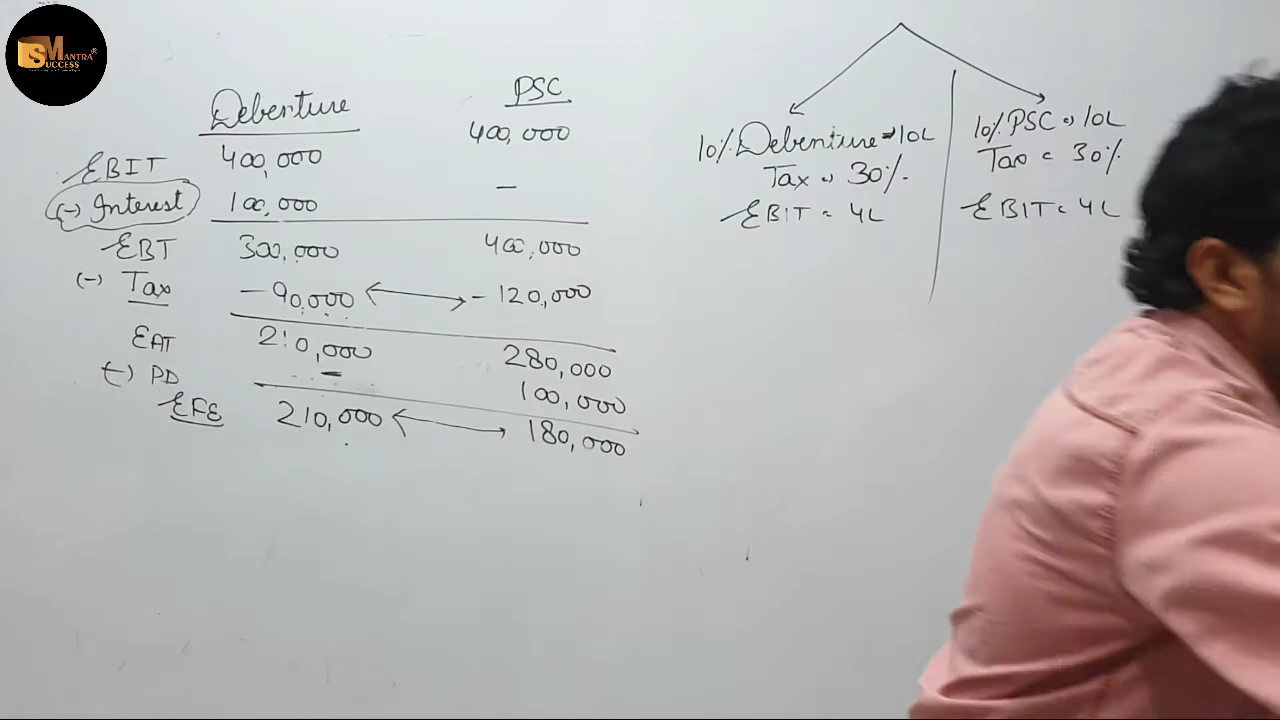 SUCCESS MANTRA®
Debenture PSC
EBIT 400,000 400,000
(-) Interest 100,000 —
EBT 300,000 400,000
(-) Tax - 90,000 - 120,000
EAT 210,000 280,000
(-) PD - 100,000
EFE 210,000 180,000
10% Debenture = 10L
Tax = 30%
EBIT = 4L
10% PSC = 10L
Tax = 30%
EBIT = 4L